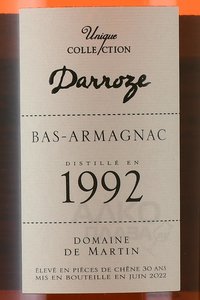 Unique
COLLECTION
Darroze
BAS-ARMAGNAC
DISTILLÉ EN
1992
DOMAINE
DE MARTIN
ÉLEVÉ EN PIÈCES DE CHÊNE 30 ANS
MIS EN BOUTEILLE EN JUIN 2022